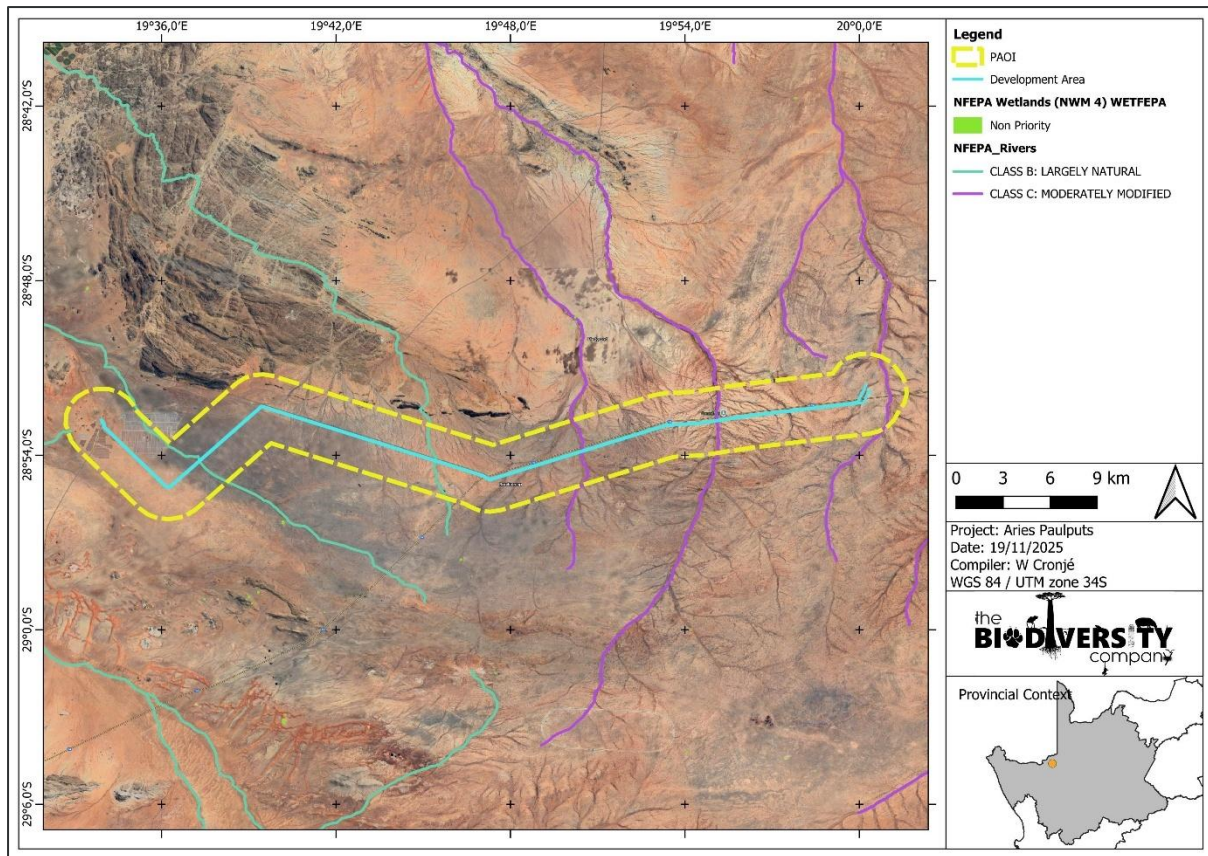 19°36,0'E 19°42,0'E 19°48,0'E 19°54,0'E 20°0,0'E
28°42,0'S
28°48,0'S
28°54,0'S
29°0,0'S
29°6,0'S
Legend
PAOI
Development Area
NFEPA Wetlands (NWM 4) WETFEPA
Non Priority
NFEPA_Rivers
CLASS B: LARGELY NATURAL
CLASS C: MODERATELY MODIFIED
0 3 6 9 km
Project: Aries Paulputs
Date: 19/11/2025
Compiler: W Cronjé
WGS 84 / UTM zone 34S
the
BIODIVERSITY
company
Provincial Context